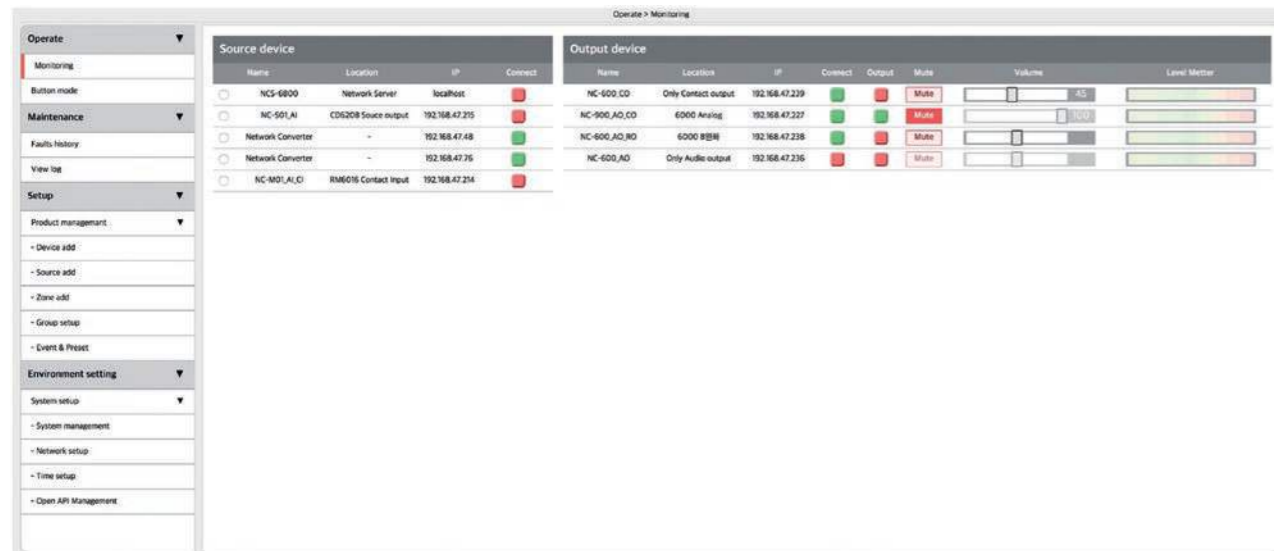 Operate > Monitoring
Operate ▼
Monitoring
Button mode
Maintenance ▼
Faults history
View log
Setup ▼
Product managemant ▼
- Device add
- Source add
- Zone add
- Group setup
- Event & Preset
Environment setting ▼
System setup ▼
- System management
- Network setup
- Time setup
- Open API Management
Source device
Name Location IP Connect
NCS-6800 Network Server localhost
NC-S01_AI CD6208 Souce output 192.168.47.215
Network Converter - 192.168.47.48
Network Converter - 192.168.47.76
NC-M01_AI_CI RM6016 Contact Input 192.168.47.214
Output device
Name Location IP Connect Output Mute Volume Level Metter
NC-600_CO Only Contact output 192.168.47.239 Mute 45
NC-900_AO_CO 6000 Analog 192.168.47.227 Mute 100
NC-600_AO_RO 6000 192.168.47.238 Mute
NC-600_AO Only Audio output 192.168.47.236 Mute